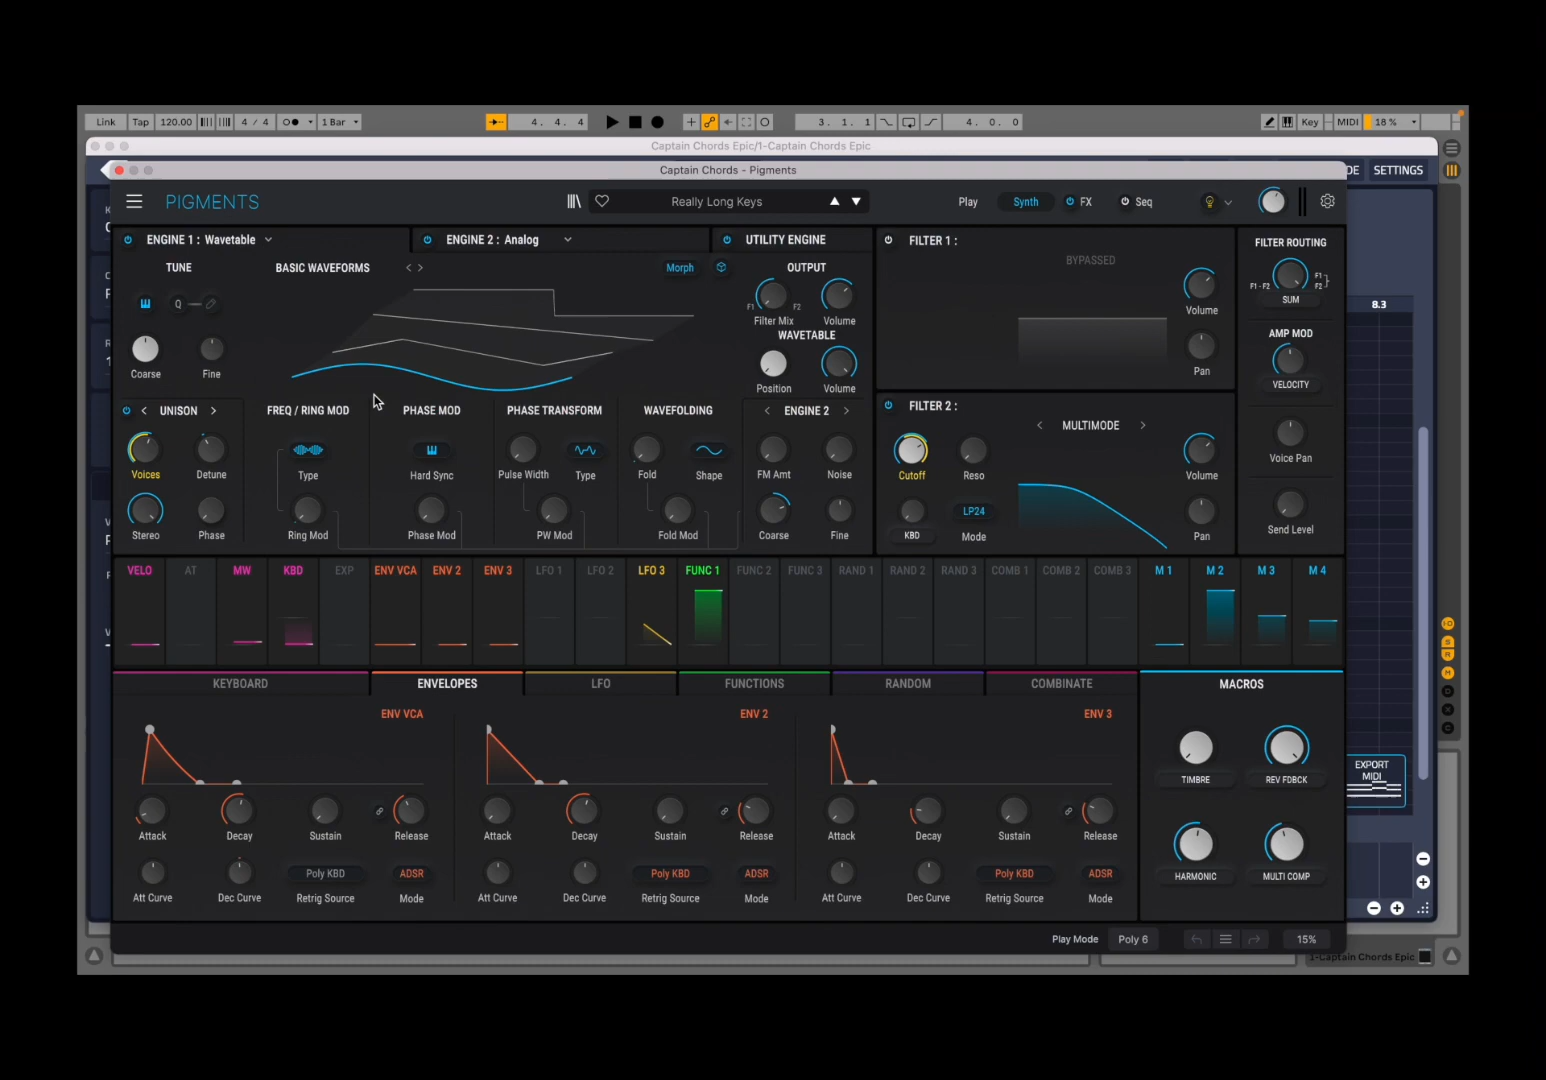 Link Tap 120.00 4 / 4 1 Bar 4. 4. 4 3. 1. 1 4. 0. 0 Key MIDI 18 %
Captain Chords Epic/1-Captain Chords Epic
Captain Chords - Pigments
DE SETTINGS
PIGMENTS Really Long Keys Play Synth FX Seq
ENGINE 1 : Wavetable ENGINE 2 : Analog UTILITY ENGINE FILTER 1 : FILTER ROUTING
TUNE BASIC WAVEFORMS Morph OUTPUT BYPASSED
F1 - F2 F1 F2
SUM
Q
F1 F2
Filter Mix Volume Volume
8.3
WAVETABLE AMP MOD
Coarse Fine Position Volume Pan VELOCITY
UNISON FREQ / RING MOD PHASE MOD PHASE TRANSFORM WAVEFOLDING ENGINE 2 FILTER 2 :
MULTIMODE
Voices Detune Type Hard Sync Pulse Width Type Fold Shape FM Amt Noise Cutoff Reso Volume Voice Pan
LP24
Stereo Phase Ring Mod Phase Mod PW Mod Fold Mod Coarse Fine KBD Mode Pan Send Level
VELO AT MW KBD EXP ENV VCA ENV 2 ENV 3 LFO 1 LFO 2 LFO 3 FUNC 1 FUNC 2 FUNC 3 RAND 1 RAND 2 RAND 3 COMB 1 COMB 2 COMB 3 M 1 M 2 M 3 M 4
KEYBOARD ENVELOPES LFO FUNCTIONS RANDOM COMBINATE MACROS
ENV VCA ENV 2 ENV 3
TIMBRE REV FDBCK
EXPORT
MIDI
Attack Decay Sustain Release Attack Decay Sustain Release Attack Decay Sustain Release
Poly KBD ADSR Poly KBD ADSR Poly KBD ADSR HARMONIC MULTI COMP
Att Curve Dec Curve Retrig Source Mode Att Curve Dec Curve Retrig Source Mode Att Curve Dec Curve Retrig Source Mode
Play Mode Poly 6 15%
1-Captain Chords Epic